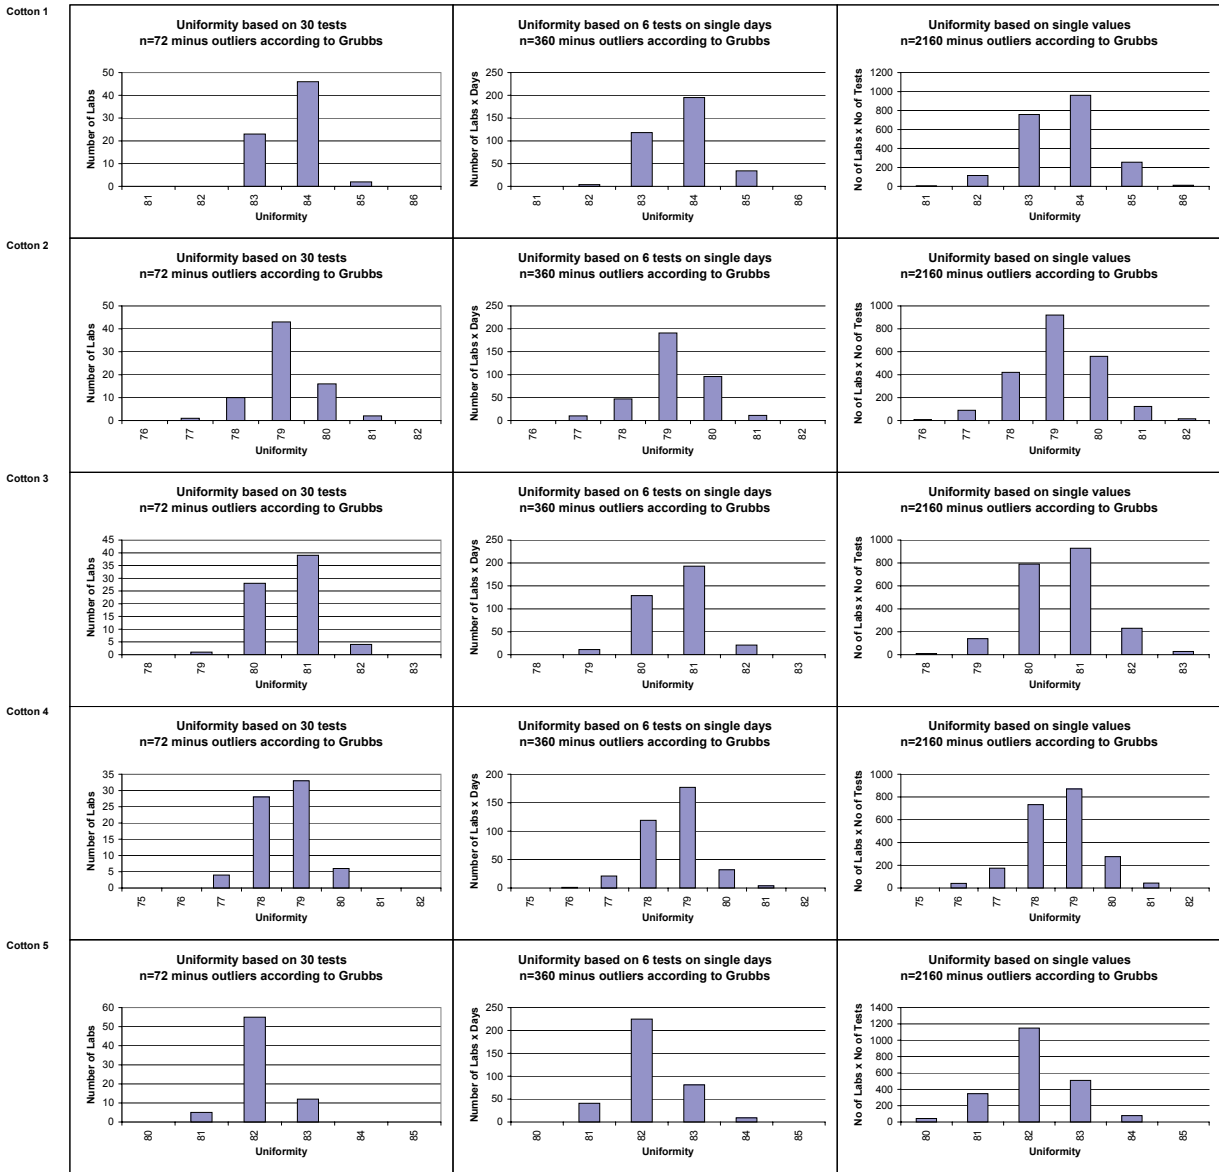 Cotton 1
Uniformity based on 30 tests
n=72 minus outliers according to Grubbs
Number of Labs
50
40
30
20
10
0
81 82 83 84 85 86
Uniformity
Uniformity based on 6 tests on single days
n=360 minus outliers according to Grubbs
Number of Labs x Days
250
200
150
100
50
0
81 82 83 84 85 86
Uniformity
Uniformity based on single values
n=2160 minus outliers according to Grubbs
No of Labs x No of Tests
1200
1000
800
600
400
200
0
81 82 83 84 85 86
Uniformity
Cotton 2
Uniformity based on 30 tests
n=72 minus outliers according to Grubbs
Number of Labs
50
40
30
20
10
0
76 77 78 79 80 81 82
Uniformity
Uniformity based on 6 tests on single days
n=360 minus outliers according to Grubbs
Number of Labs x Days
250
200
150
100
50
0
76 77 78 79 80 81 82
Uniformity
Uniformity based on single values
n=2160 minus outliers according to Grubbs
No of Labs x No of Tests
1000
800
600
400
200
0
76 77 78 79 80 81 82
Uniformity
Cotton 3
Uniformity based on 30 tests
n=72 minus outliers according to Grubbs
Number of Labs
45
40
35
30
25
20
15
10
5
0
78 79 80 81 82 83
Uniformity
Uniformity based on 6 tests on single days
n=360 minus outliers according to Grubbs
Number of Labs x Days
250
200
150
100
50
0
78 79 80 81 82 83
Uniformity
Uniformity based on single values
n=2160 minus outliers according to Grubbs
No of Labs x No of Tests
1000
800
600
400
200
0
78 79 80 81 82 83
Uniformity
Cotton 4
Uniformity based on 30 tests
n=72 minus outliers according to Grubbs
Number of Labs
35
30
25
20
15
10
5
0
75 76 77 78 79 80 81 82
Uniformity
Uniformity based on 6 tests on single days
n=360 minus outliers according to Grubbs
Number of Labs x Days
200
150
100
50
0
75 76 77 78 79 80 81 82
Uniformity
Uniformity based on single values
n=2160 minus outliers according to Grubbs
No of Labs x No of Tests
1000
800
600
400
200
0
75 76 77 78 79 80 81 82
Uniformity
Cotton 5
Uniformity based on 30 tests
n=72 minus outliers according to Grubbs
Number of Labs
60
50
40
30
20
10
0
80 81 82 83 84 85
Uniformity
Uniformity based on 6 tests on single days
n=360 minus outliers according to Grubbs
Number of Labs x Days
250
200
150
100
50
0
80 81 82 83 84 85
Uniformity
Uniformity based on single values
n=2160 minus outliers according to Grubbs
No of Labs x No of Tests
1400
1200
1000
800
600
400
200
0
80 81 82 83 84 85
Uniformity